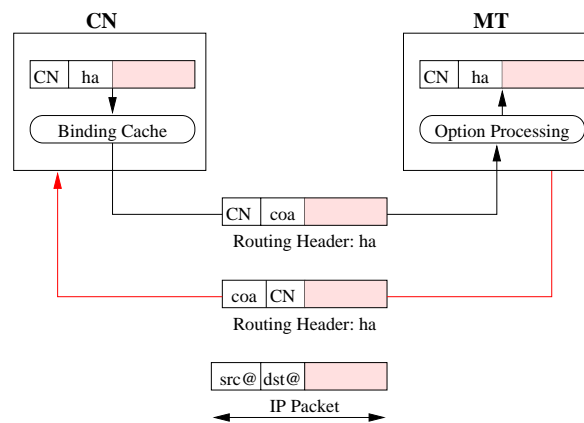 CN MT
CN ha CN ha
Binding Cache Option Processing
CN coa
Routing Header: ha
coa CN
Routing Header: ha
src@ dst@
IP Packet